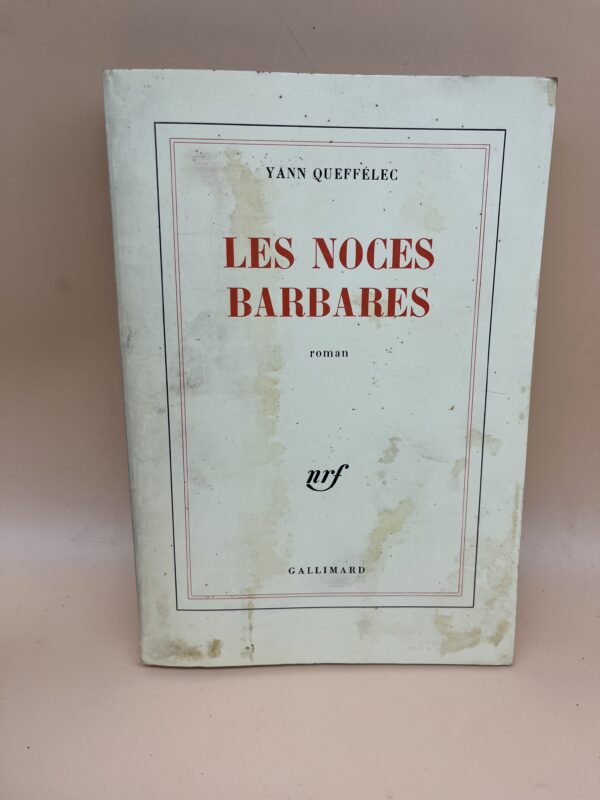 YANN QUEFFÉLEC
LES NOCES
BARBARES
roman
nrf
GALLIMARD